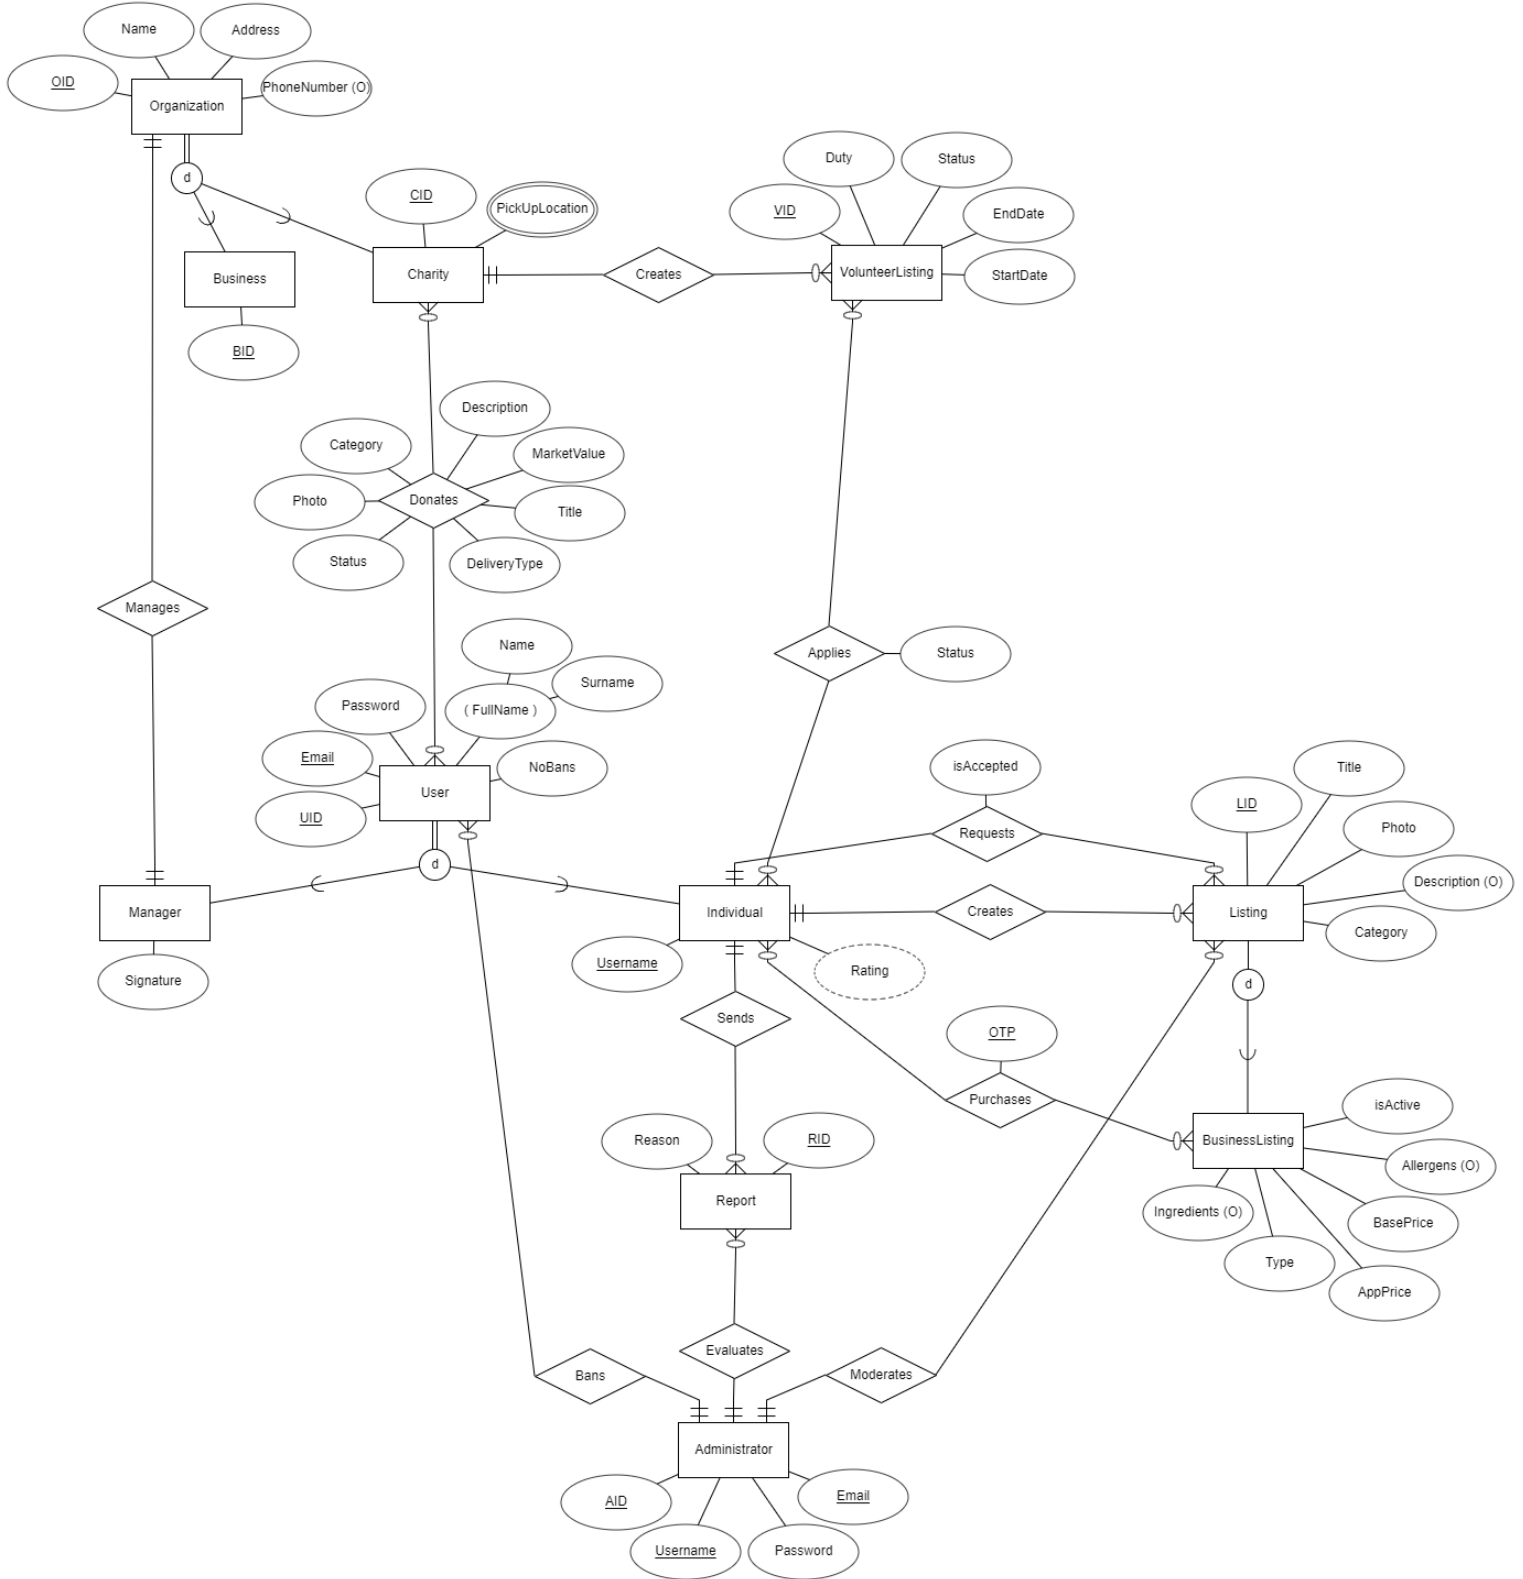 Name
Address
OID
PhoneNumber (O)
Organization
d
Duty
Status
CID
PickUpLocation
VID
EndDate
Business
Charity
Creates
VolunteerListing
StartDate
BID
Description
Category
MarketValue
Photo
Donates
Title
Status
DeliveryType
Manages
Name
Applies
Status
Surname
Password
( FullName )
Email
NoBans
isAccepted
Title
User
UID
LID
Requests
Photo
d
Description (O)
Manager
Individual
Creates
Listing
Category
Username
Rating
Signature
d
Sends
OTP
Purchases
isActive
Reason
RID
BusinessListing
Allergens (O)
Report
Ingredients (O)
BasePrice
Type
AppPrice
Evaluates
Bans
Moderates
Administrator
AID
Email
Username
Password